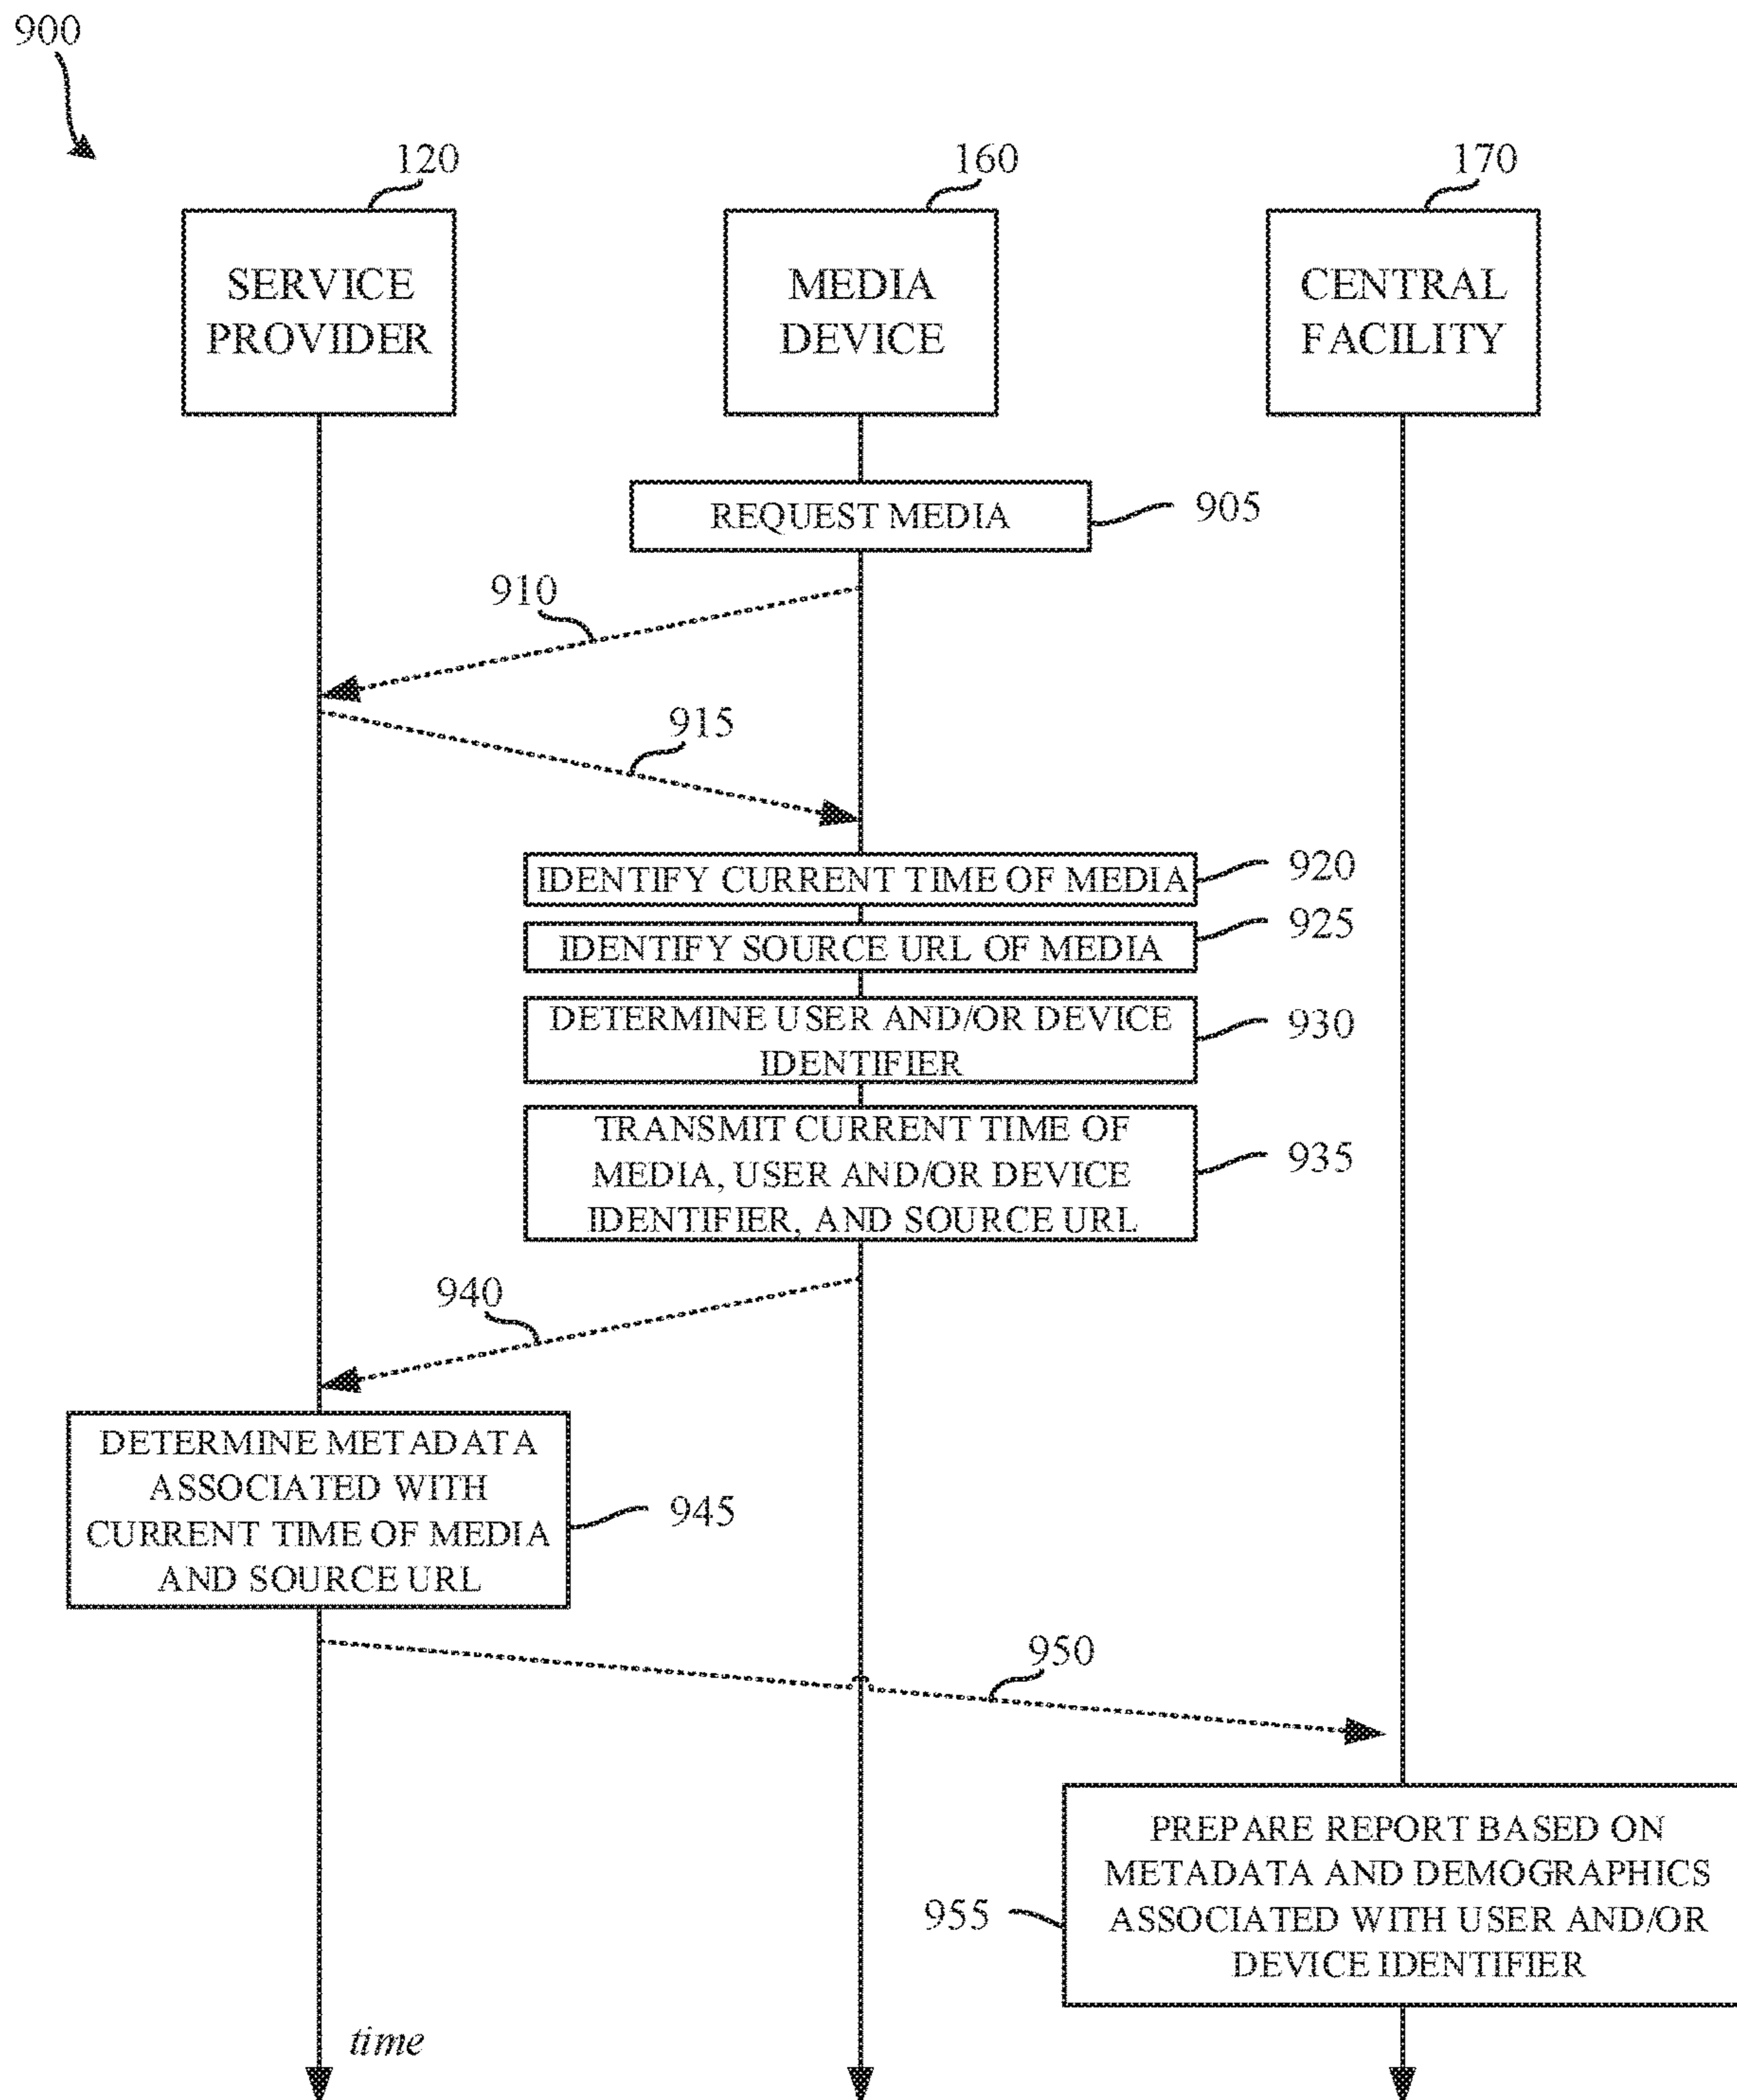 900
120
160
170
SERVICE
PROVIDER
MEDIA
DEVICE
CENTRAL
FACILITY
REQUEST MEDIA
905
910
915
IDENTIFY CURRENT TIME OF MEDIA
920
IDENTIFY SOURCE URL OF MEDIA
925
DETERMINE USER AND/OR DEVICE
IDENTIFIER
930
TRANSMIT CURRENT TIME OF
MEDIA, USER AND/OR DEVICE
IDENTIFIER, AND SOURCE URL
935
940
DETERMINE METADATA
ASSOCIATED WITH
CURRENT TIME OF MEDIA
AND SOURCE URL
945
950
PREPARE REPORT BASED ON
METADATA AND DEMOGRAPHICS
ASSOCIATED WITH USER AND/OR
DEVICE IDENTIFIER
955
time